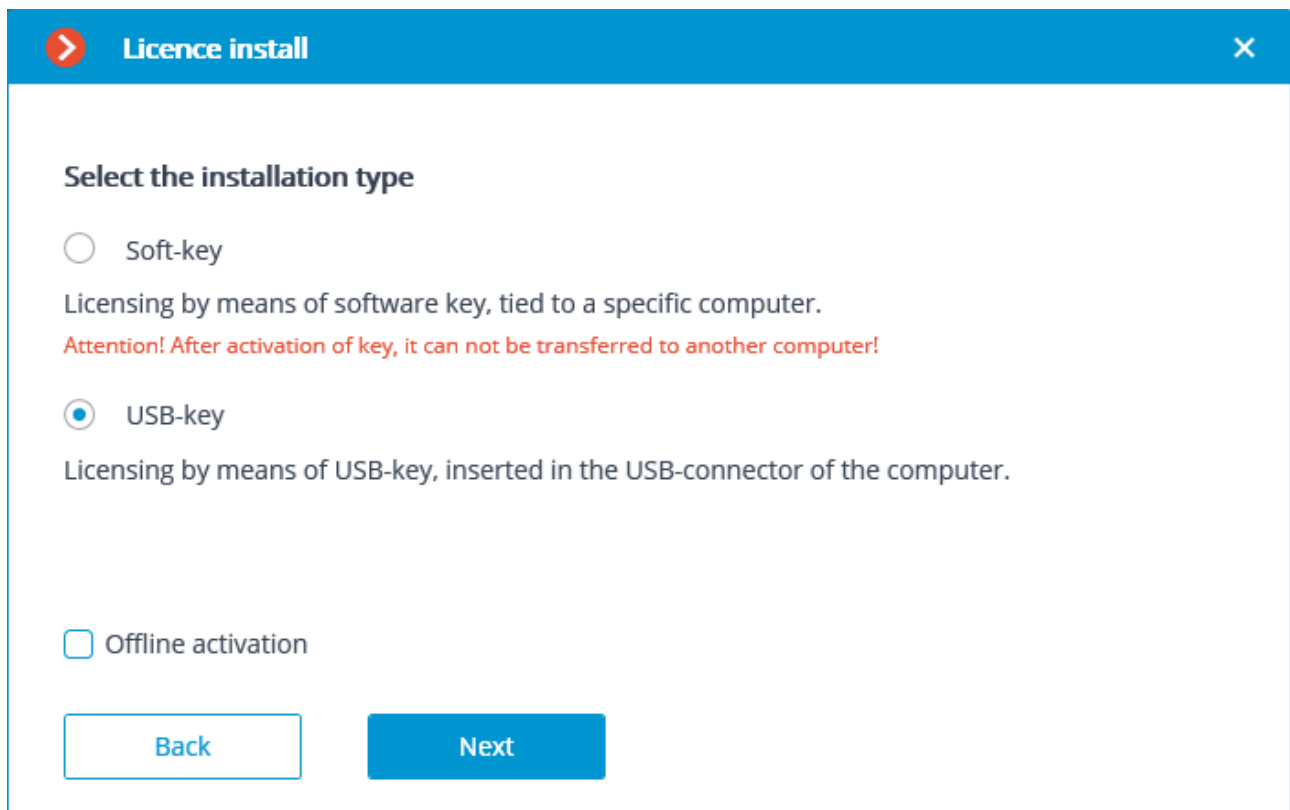 Licence install
Select the installation type
Soft-key
Licensing by means of software key, tied to a specific computer.
Attention! After activation of key, it can not be transferred to another computer!
USB-key
Licensing by means of USB-key, inserted in the USB-connector of the computer.
Offline activation
Back Next